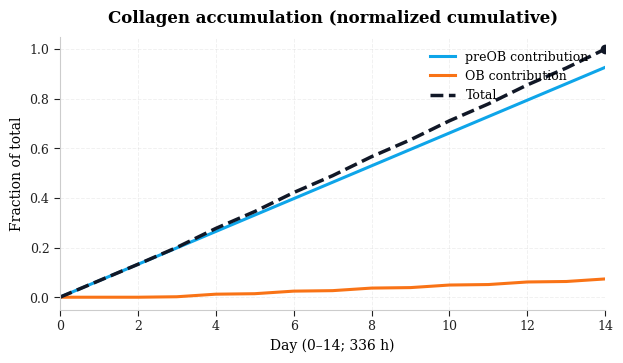 Collagen accumulation (normalized cumulative)
1.0
0.8
0.6
0.4
0.2
0.0
Fraction of total
preOB contribution
OB contribution
Total
0 2 4 6 8 10 12 14
Day (0–14; 336 h)